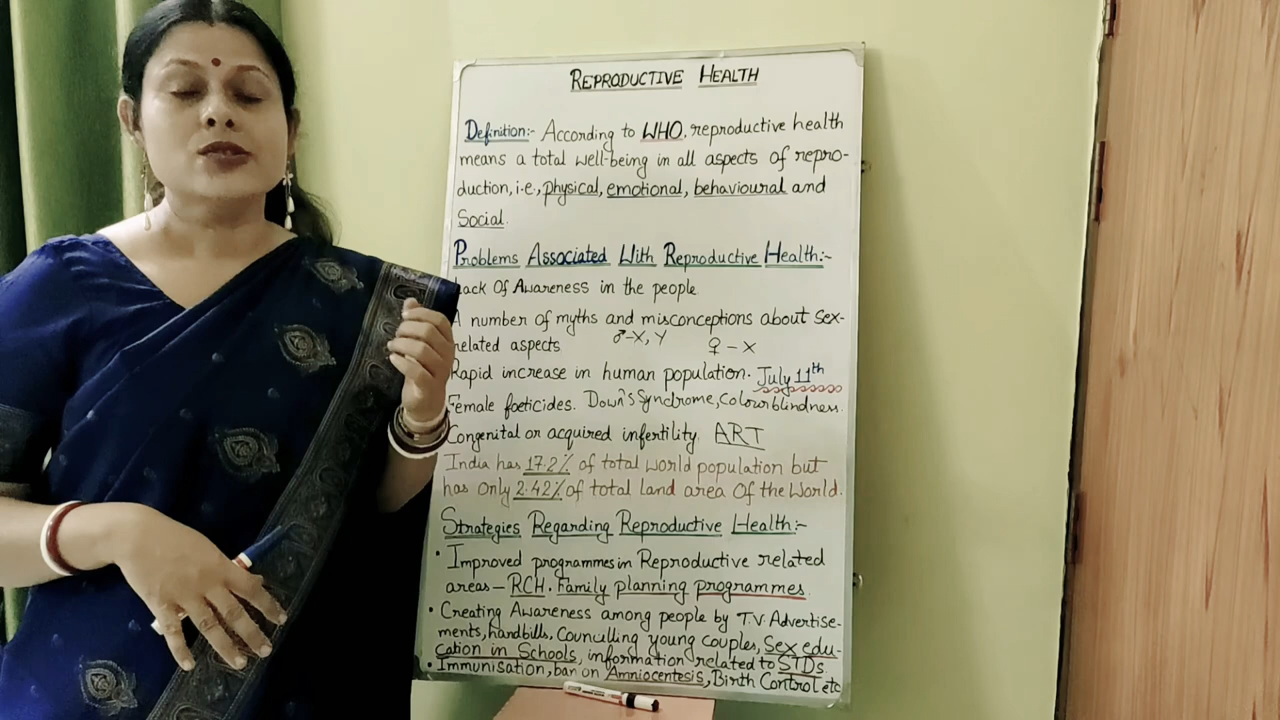 REPRODUCTIVE HEALTH
Definition:- According to WHO, reproductive health
means a total well-being in all aspects of repro-
duction, i.e., physical, emotional, behavioural and
Social.
Problems Associated With Reproductive Health:-
Lack Of Awareness in the people
A number of myths and misconceptions about sex-
related aspects ♂-X, Y ♀-X
Rapid increase in human population. July 11th
Female foeticides. Down's Syndrome, Colourblindness.
Congenital or acquired infertility. ART
India has 17.2% of total world population but
has only 2.42% of total land area Of the World.
Strategies Regarding Reproductive Health:-
• Improved programmes in Reproductive related
areas – RCH. Family planning programmes.
• Creating Awareness among people by T.V. Advertise-
ments, handbills, Councilling young couples, Sex edu-
cation in Schools, information related to STDs
• Immunisation, ban on Amniocentesis, Birth Control etc